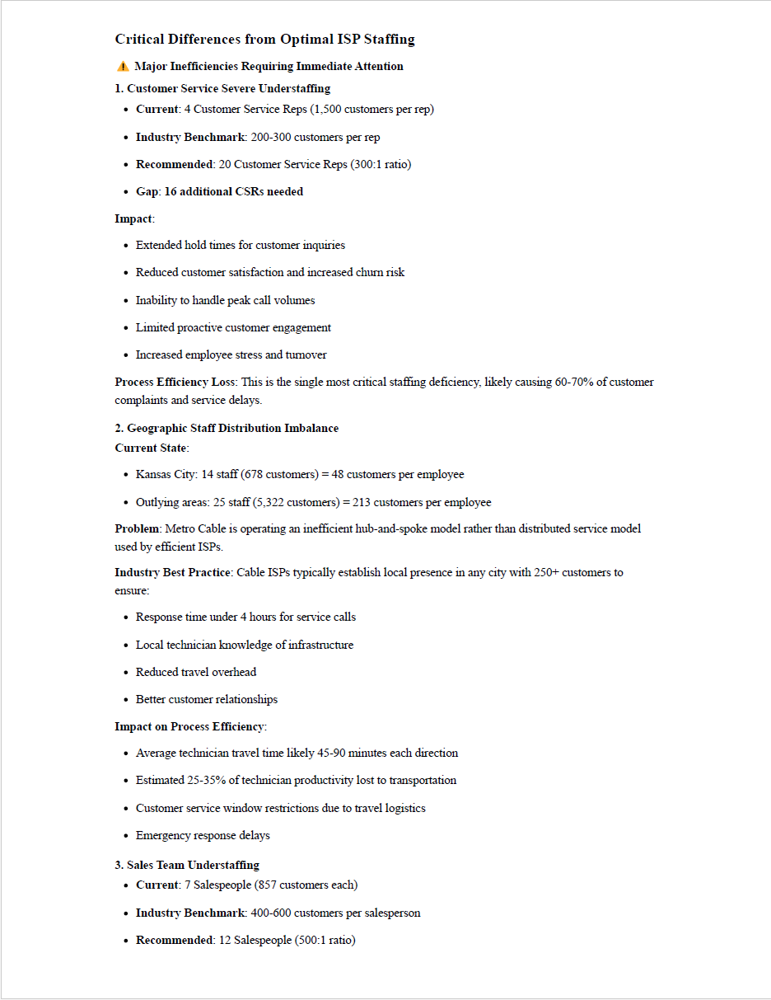 Critical Differences from Optimal ISP Staffing
⚠ Major Inefficiencies Requiring Immediate Attention
1. Customer Service Severe Understaffing
• Current: 4 Customer Service Reps (1,500 customers per rep)
• Industry Benchmark: 200-300 customers per rep
• Recommended: 20 Customer Service Reps (300:1 ratio)
• Gap: 16 additional CSRs needed
Impact:
• Extended hold times for customer inquiries
• Reduced customer satisfaction and increased churn risk
• Inability to handle peak call volumes
• Limited proactive customer engagement
• Increased employee stress and turnover
Process Efficiency Loss: This is the single most critical staffing deficiency, likely causing 60-70% of customer
complaints and service delays.
2. Geographic Staff Distribution Imbalance
Current State:
• Kansas City: 14 staff (678 customers) = 48 customers per employee
• Outlying areas: 25 staff (5,322 customers) = 213 customers per employee
Problem: Metro Cable is operating an inefficient hub-and-spoke model rather than distributed service model
used by efficient ISPs.
Industry Best Practice: Cable ISPs typically establish local presence in any city with 250+ customers to
ensure:
• Response time under 4 hours for service calls
• Local technician knowledge of infrastructure
• Reduced travel overhead
• Better customer relationships
Impact on Process Efficiency:
• Average technician travel time likely 45-90 minutes each direction
• Estimated 25-35% of technician productivity lost to transportation
• Customer service window restrictions due to travel logistics
• Emergency response delays
3. Sales Team Understaffing
• Current: 7 Salespeople (857 customers each)
• Industry Benchmark: 400-600 customers per salesperson
• Recommended: 12 Salespeople (500:1 ratio)